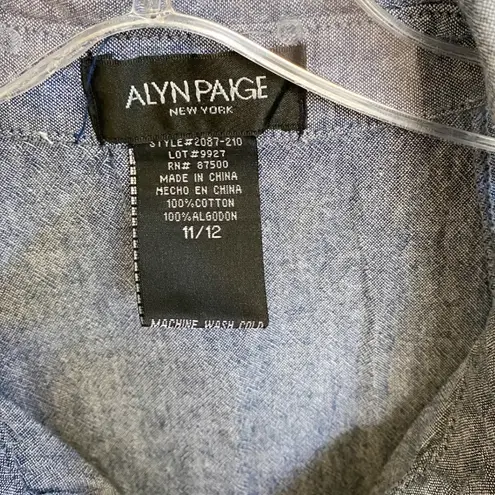 ALYN PAIGE
NEW YORK
STYLE#2087-210
LOT#9927
RN# 87500
MADE IN CHINA
HECHO EN CHINA
100%COTTON
100%ALGODON
11/12
MACHINE WASH COLD